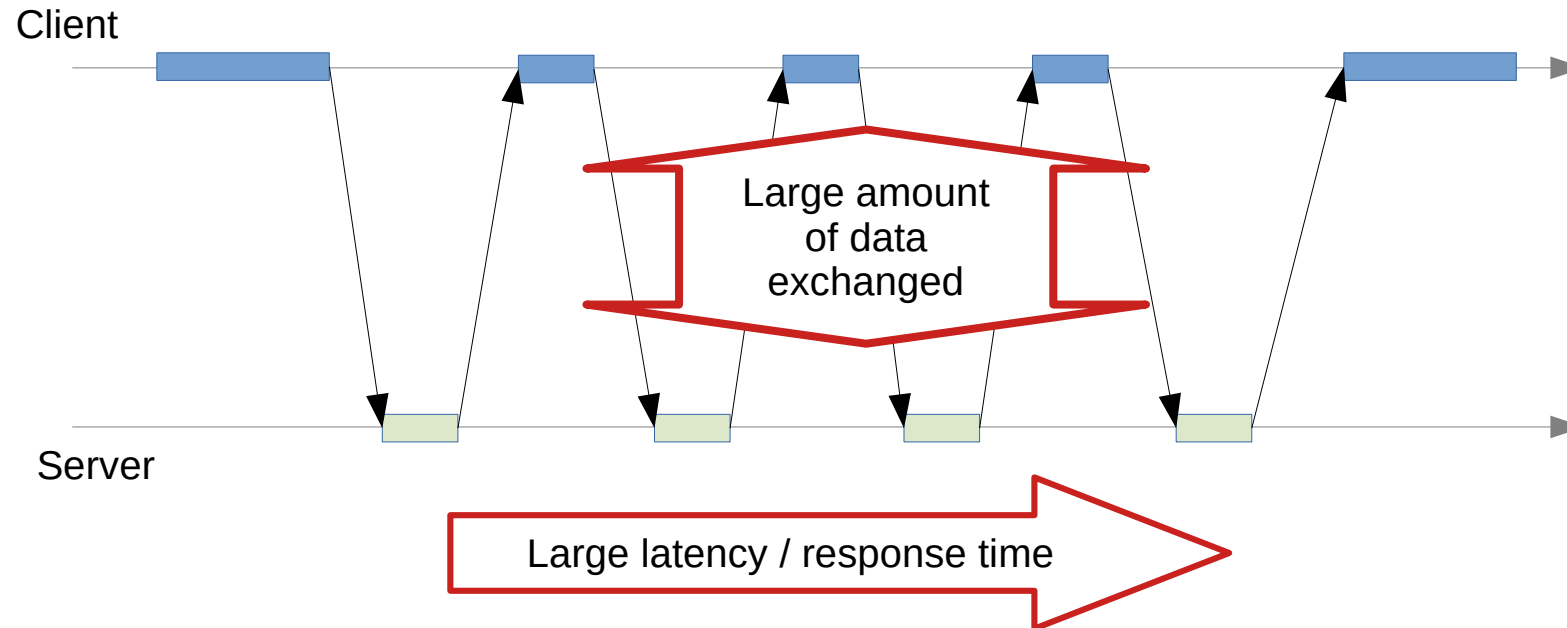 Client
Large amount
of data
exchanged
Server
Large latency / response time